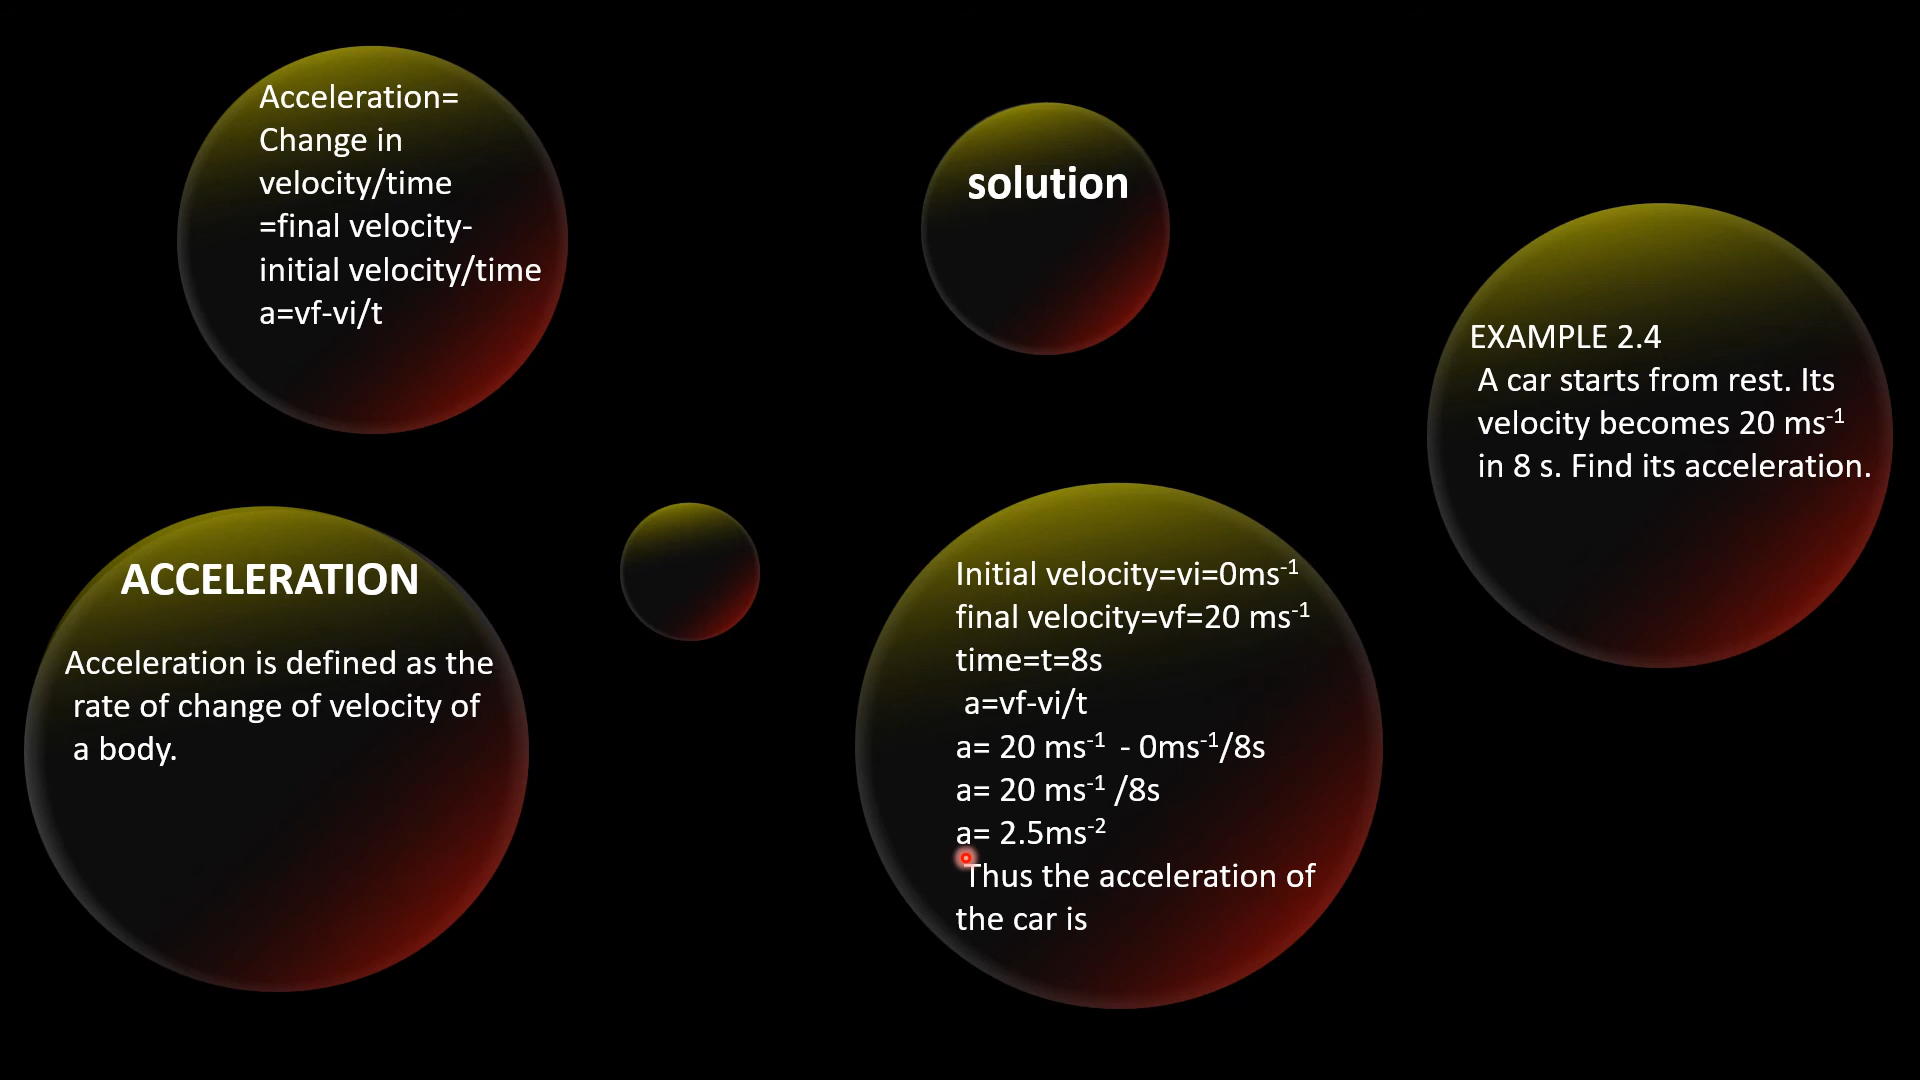 Acceleration=
Change in
velocity/time
=final velocity-
initial velocity/time
a=vf-vi/t
solution
EXAMPLE 2.4
A car starts from rest. Its
velocity becomes 20 ms⁻¹
in 8 s. Find its acceleration.
ACCELERATION
Acceleration is defined as the
rate of change of velocity of
a body.
Initial velocity=vi=0ms⁻¹
final velocity=vf=20 ms⁻¹
time=t=8s
a=vf-vi/t
a= 20 ms⁻¹ - 0ms⁻¹/8s
a= 20 ms⁻¹ /8s
a= 2.5ms⁻²
Thus the acceleration of
the car is